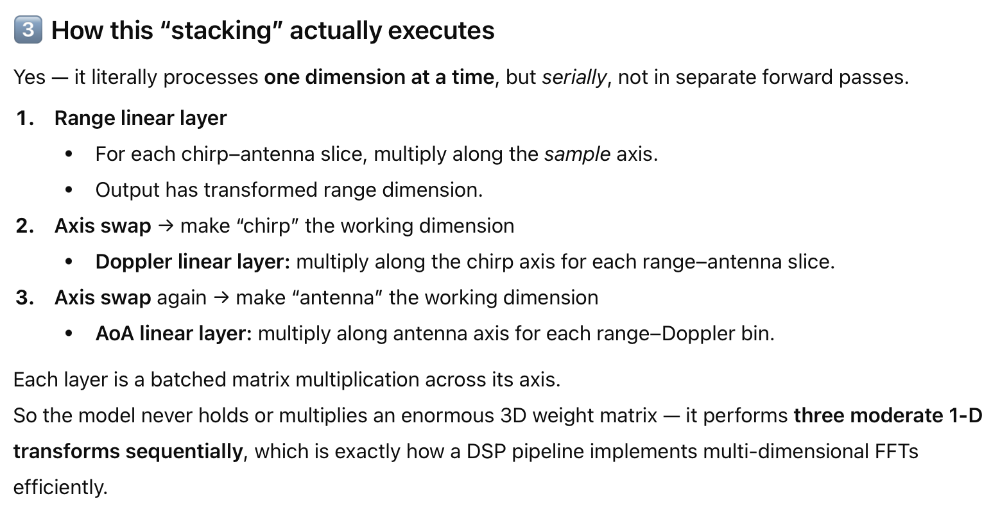 3️⃣ How this “stacking” actually executes
Yes — it literally processes one dimension at a time, but serially, not in separate forward passes.
1. Range linear layer
• For each chirp–antenna slice, multiply along the sample axis.
• Output has transformed range dimension.
2. Axis swap → make “chirp” the working dimension
• Doppler linear layer: multiply along the chirp axis for each range–antenna slice.
3. Axis swap again → make “antenna” the working dimension
• AoA linear layer: multiply along antenna axis for each range–Doppler bin.
Each layer is a batched matrix multiplication across its axis.
So the model never holds or multiplies an enormous 3D weight matrix — it performs three moderate 1-D
transforms sequentially, which is exactly how a DSP pipeline implements multi-dimensional FFTs
efficiently.